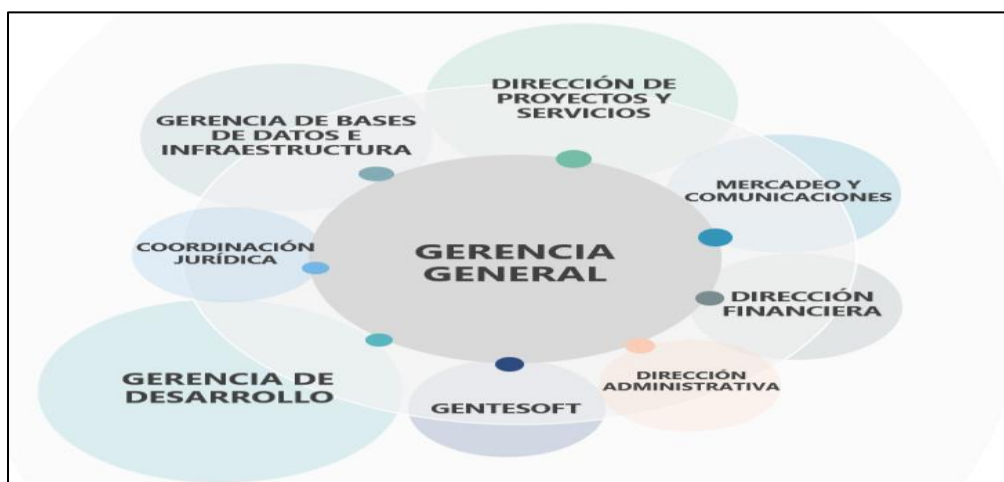 DIRECCIÓN DE
PROYECTOS Y
SERVICIOS
GERENCIA DE BASES
DE DATOS E
INFRAESTRUCTURA
MERCADEO Y
COMUNICACIONES
COORDINACIÓN
JURÍDICA
GERENCIA
GENERAL
DIRECCIÓN
FINANCIERA
GERENCIA DE
DESARROLLO
GENTESOFT
DIRECCIÓN
ADMINISTRATIVA